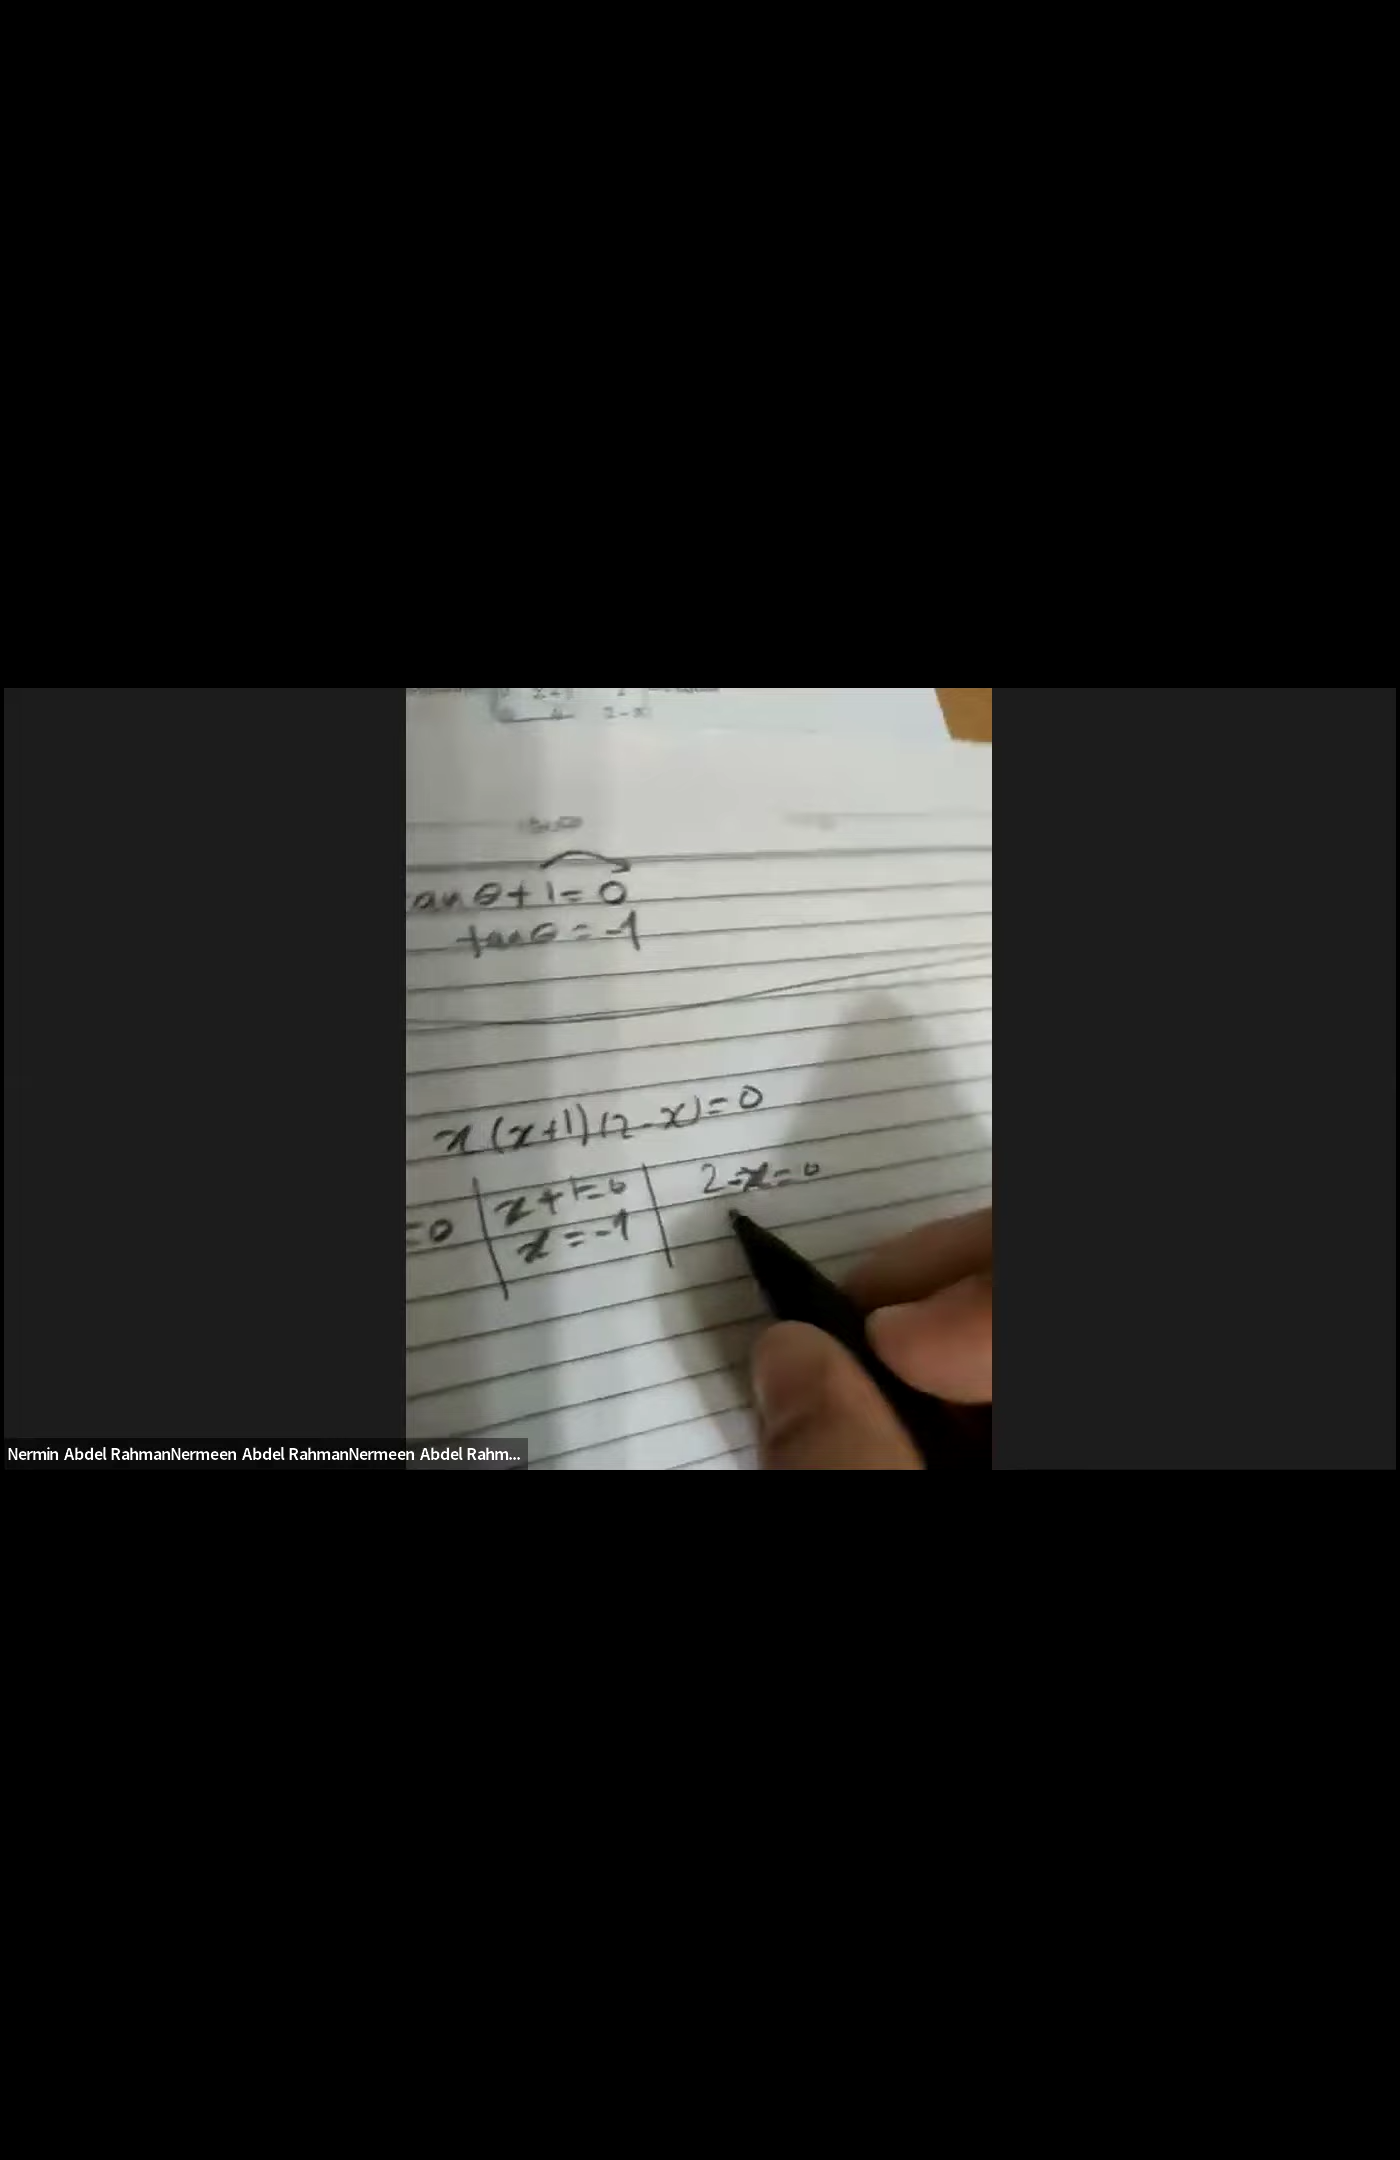 an θ + 1 = 0
tan θ = -1
x (x+1) (2-x) = 0
=0 | x+1=0 | 2-x=0
x = -1
Nermin Abdel RahmanNermeen Abdel RahmanNermeen Abdel Rahm...